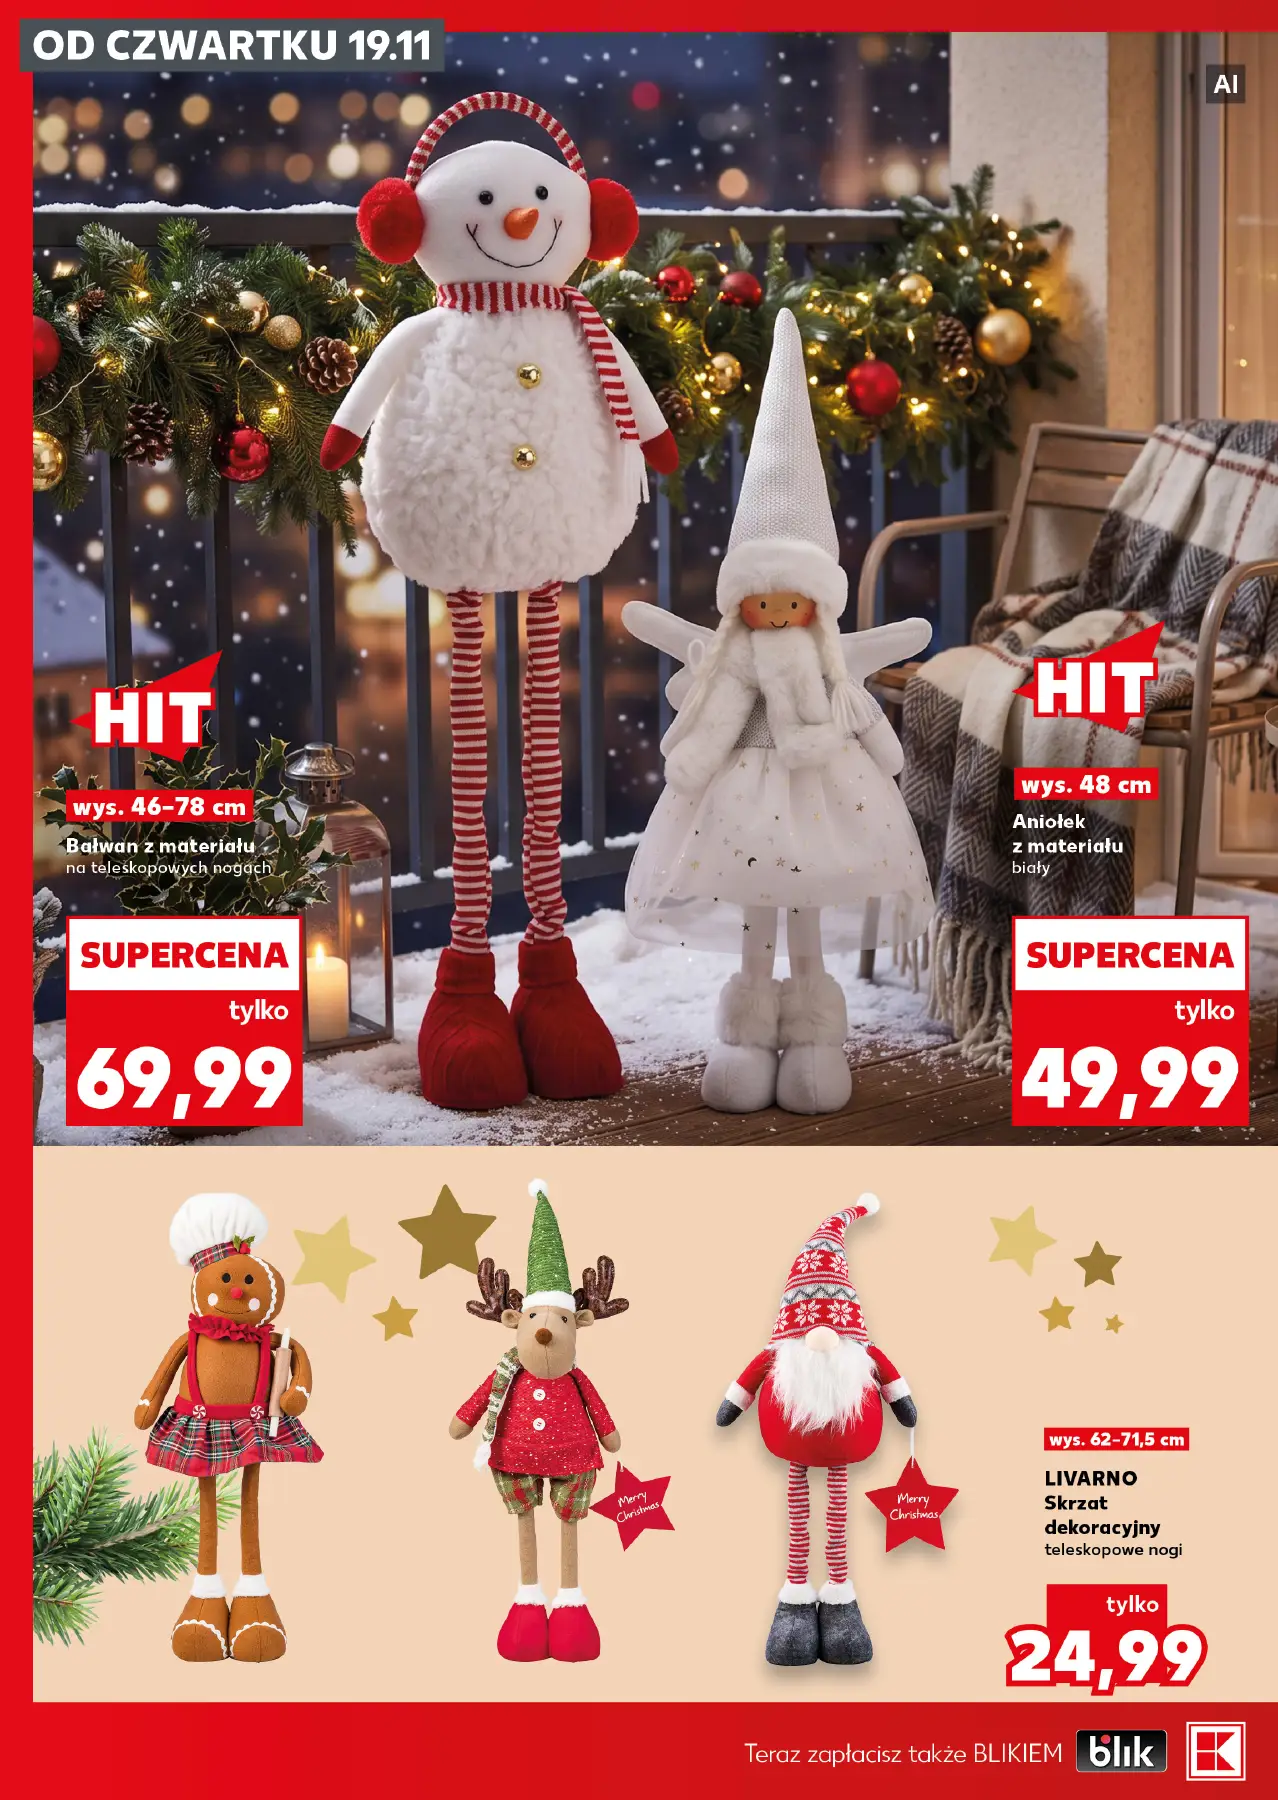 OD CZWARTKU 19.11
AI
HIT
wys. 46–78 cm
Bałwan z materiału
na teleskopowych nogach
SUPERCENA
tylko
69,99
HIT
wys. 48 cm
Aniołek
z materiału
biały
SUPERCENA
tylko
49,99
Merry
Christmas
Merry
Christmas
wys. 62–71,5 cm
LIVARNO
Skrzat
dekoracyjny
teleskopowe nogi
tylko
24,99
Teraz zapłacisz także BLIKIEM
blik
K